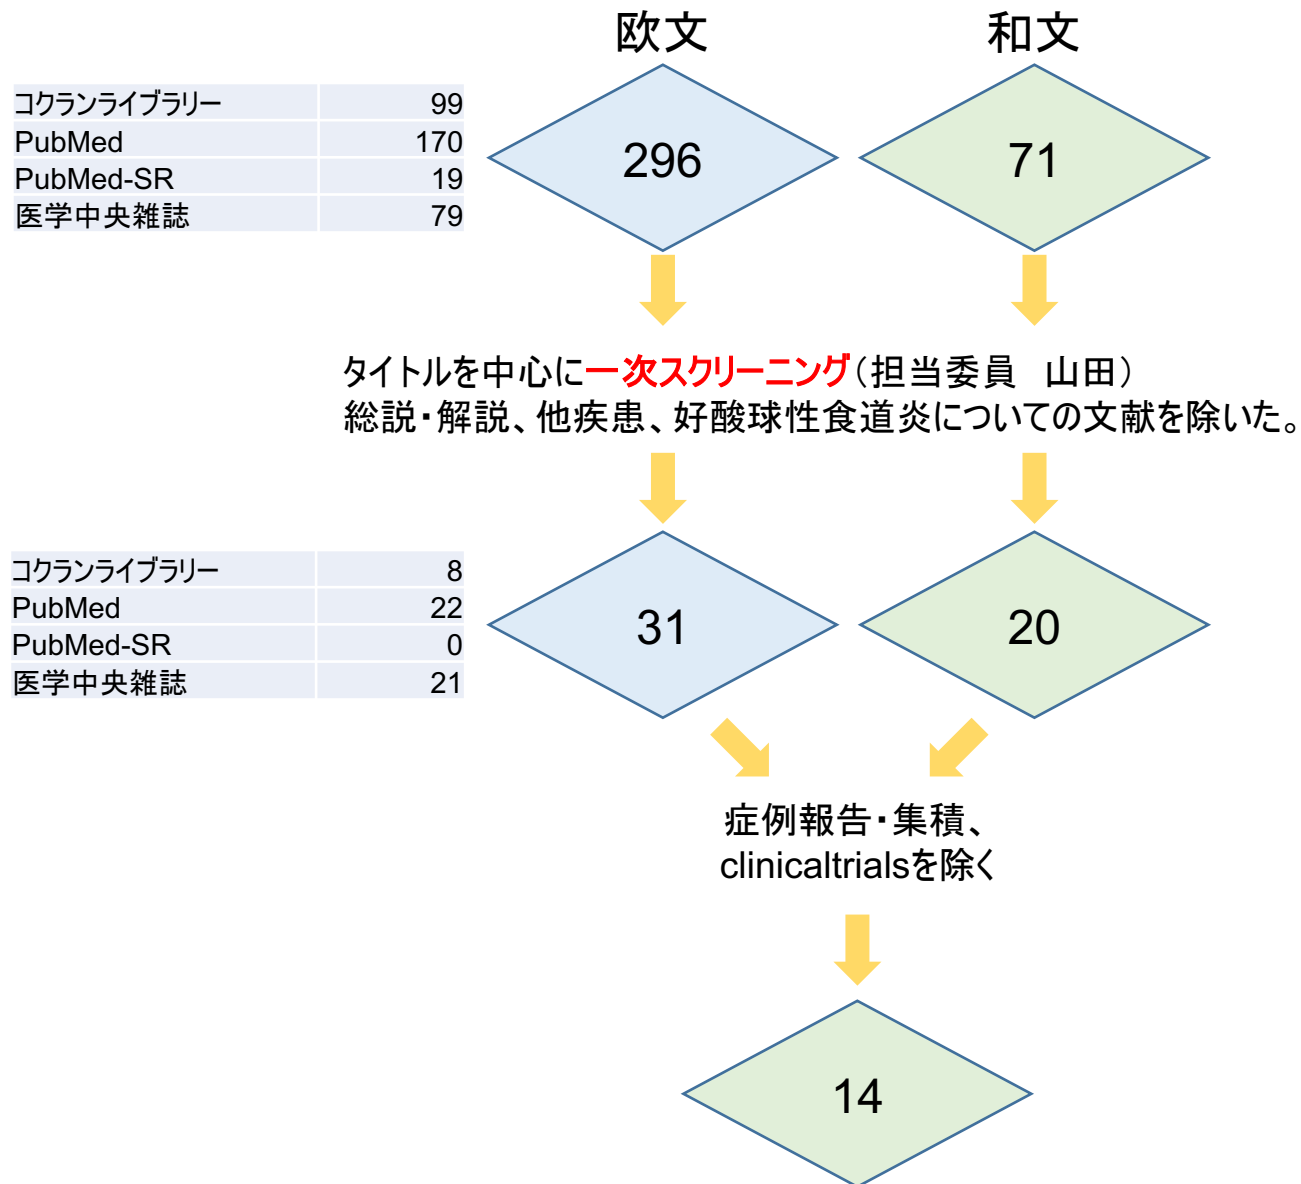 欧文
和文
コクランライブラリー 99
PubMed 170
PubMed-SR 19
医学中央雑誌 79
296
71
タイトルを中心に一次スクリーニング（担当委員　山田）
総説・解説、他疾患、好酸球性食道炎についての文献を除いた。
コクランライブラリー 8
PubMed 22
PubMed-SR 0
医学中央雑誌 21
31
20
症例報告・集積、
clinicaltrialsを除く
14